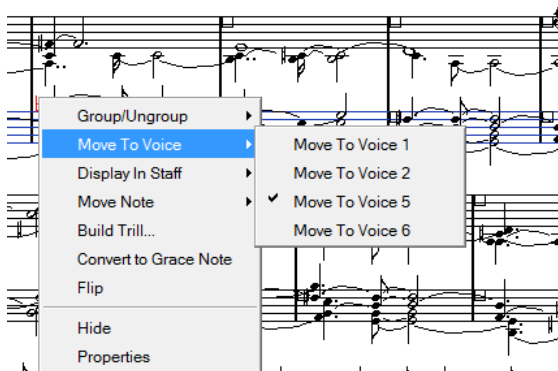 Group/Ungroup
Move To Voice
Display In Staff
Move Note
Build Trill...
Convert to Grace Note
Flip
Hide
Properties
Move To Voice 1
Move To Voice 2
Move To Voice 5
Move To Voice 6